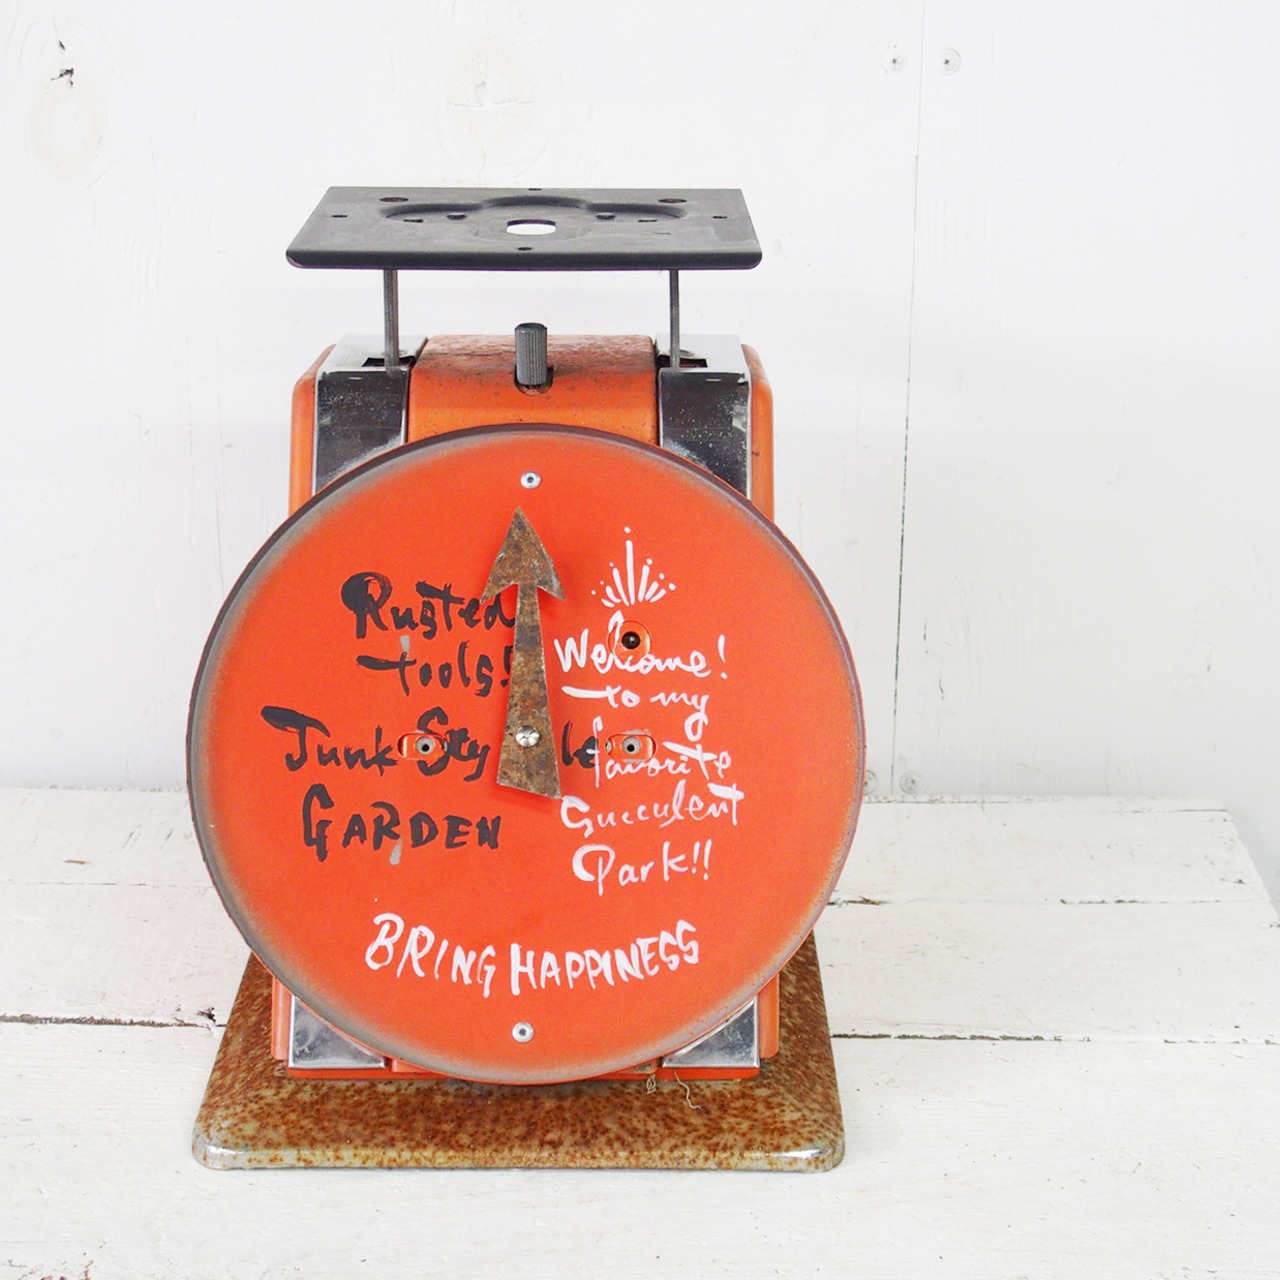 Rusted
tools!
Junk Style
GARDEN
Welcome!
to my
favorite
Succulent
Park!!
BRING HAPPINESS